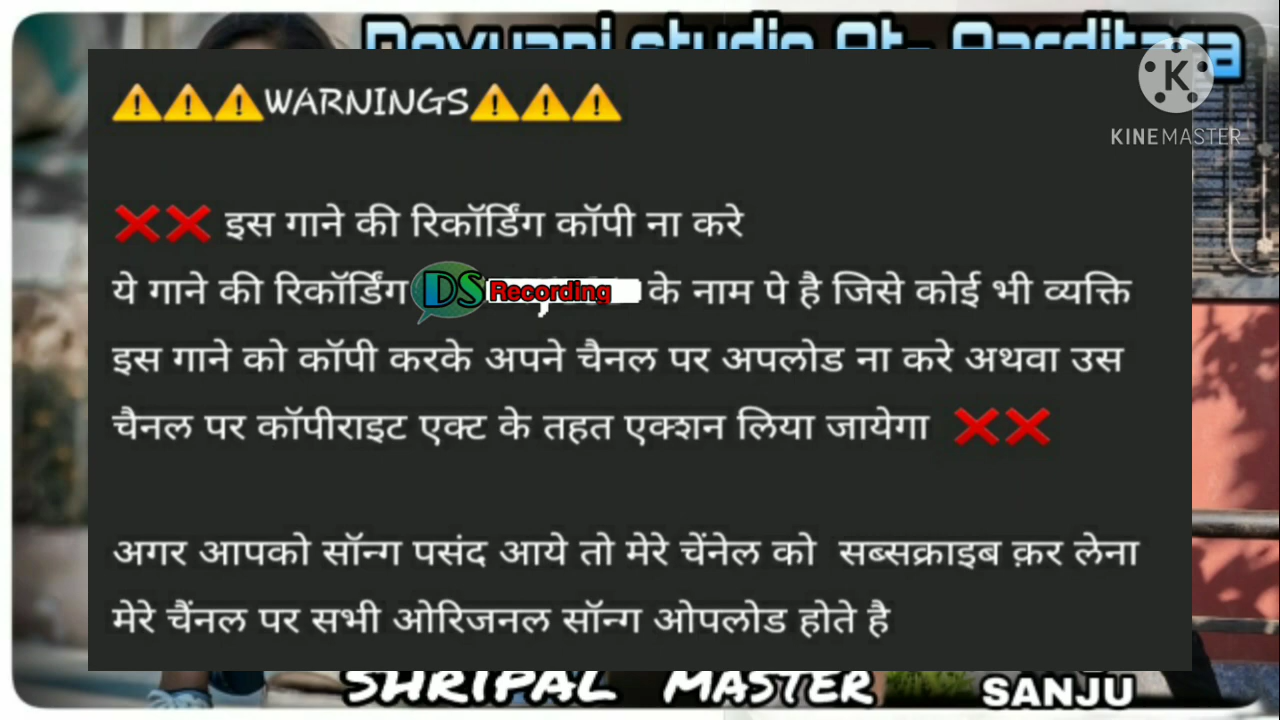 Devyani studio At- Parditara
KINEMASTER
⚠️⚠️⚠️WARNINGS⚠️⚠️⚠️
❌❌ इस गाने की रिकॉर्डिंग कॉपी ना करे
ये गाने की रिकॉर्डिंग DS Recording के नाम पे है जिसे कोई भी व्यक्ति
इस गाने को कॉपी करके अपने चैनल पर अपलोड ना करे अथवा उस
चैनल पर कॉपीराइट एक्ट के तहत एक्शन लिया जायेगा ❌❌
अगर आपको सॉन्ग पसंद आये तो मेरे चेंनेल को सब्सक्राइब क़र लेना
मेरे चैंनल पर सभी ओरिजनल सॉन्ग ओपलोड होते है
SHRIPAL MASTER SANJU